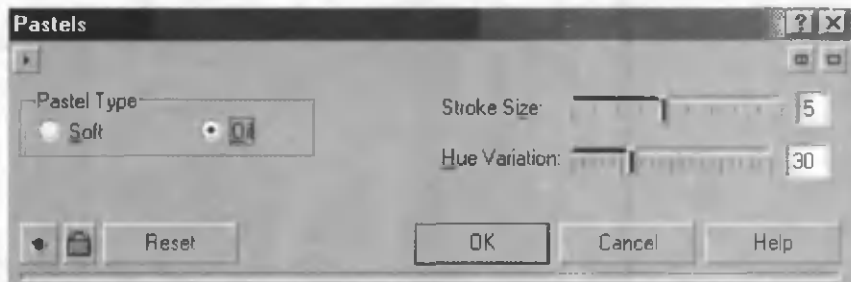 Pastels
Pastel Type
Soft
Oil
Stroke Size: 5
Hue Variation: 30
Reset OK Cancel Help